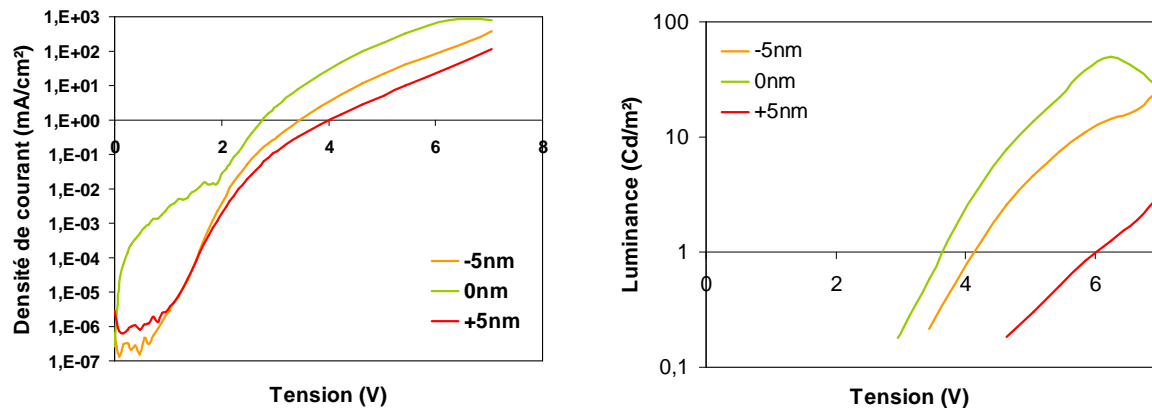 Densité de courant (mA/cm²)
1,E+03
1,E+02
1,E+01
1,E+00
1,E-01
1,E-02
1,E-03
1,E-04
1,E-05
1,E-06
1,E-07
0
2
4
6
8
-5nm
0nm
+5nm
Tension (V)
Luminance (Cd/m²)
100
10
1
0,1
-5nm
0nm
+5nm
0
2
4
6
Tension (V)